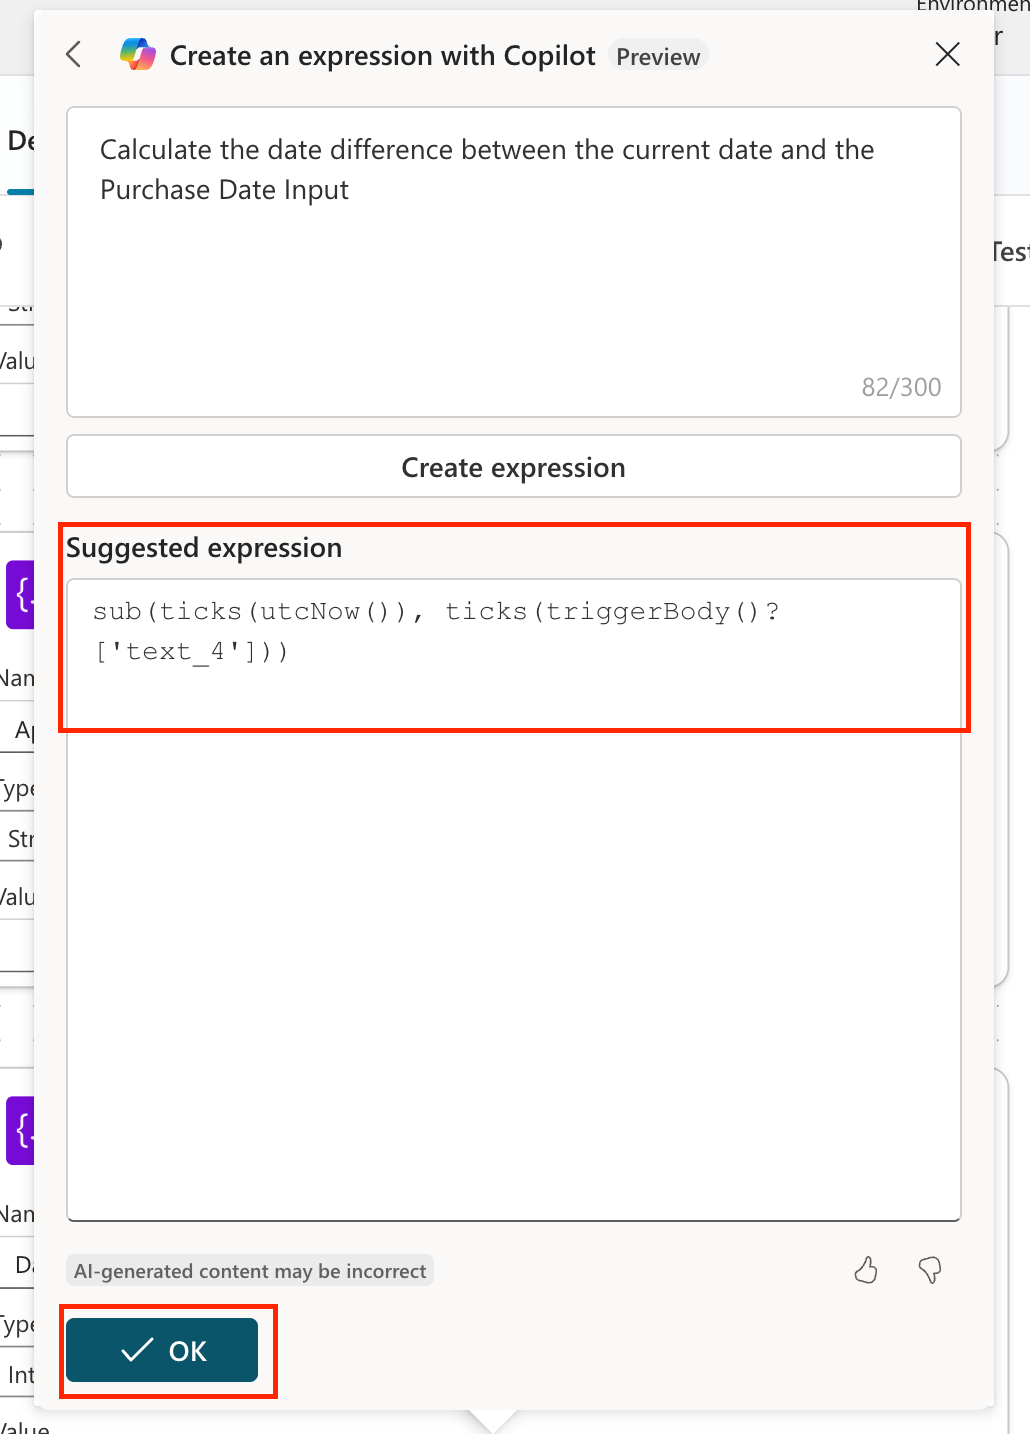 Environmen
Create an expression with Copilot Preview
Calculate the date difference between the current date and the
Purchase Date Input
82/300
Create expression
Suggested expression
sub(ticks(utcNow()), ticks(triggerBody()?
['text_4']))
AI-generated content may be incorrect
OK
De
Test
Valu
{.
Nam
Ap
Type
Str
Valu
{.
Nam
Da
Type
Int
Value